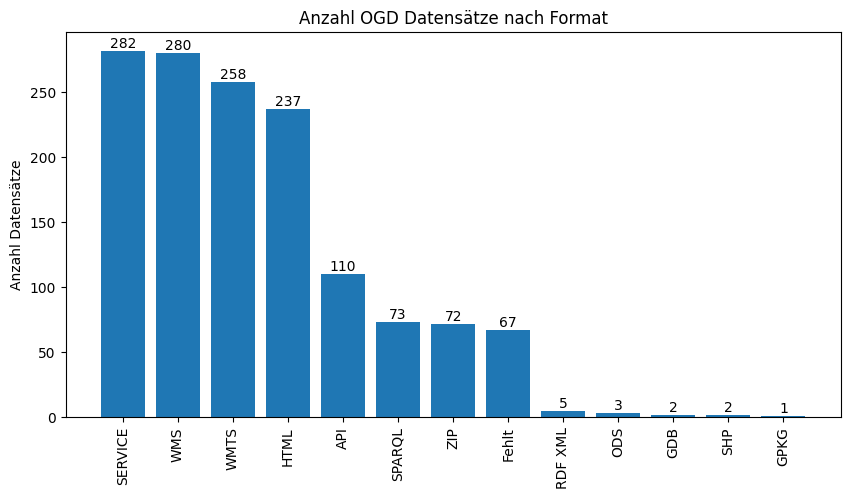 Anzahl OGD Datensätze nach Format
Anzahl Datensätze
250
200
150
100
50
0
282
280
258
237
110
73
72
67
5
3
2
2
1
SERVICE
WMS
WMTS
HTML
API
SPARQL
ZIP
Fehlt
RDF XML
ODS
GDB
SHP
GPKG